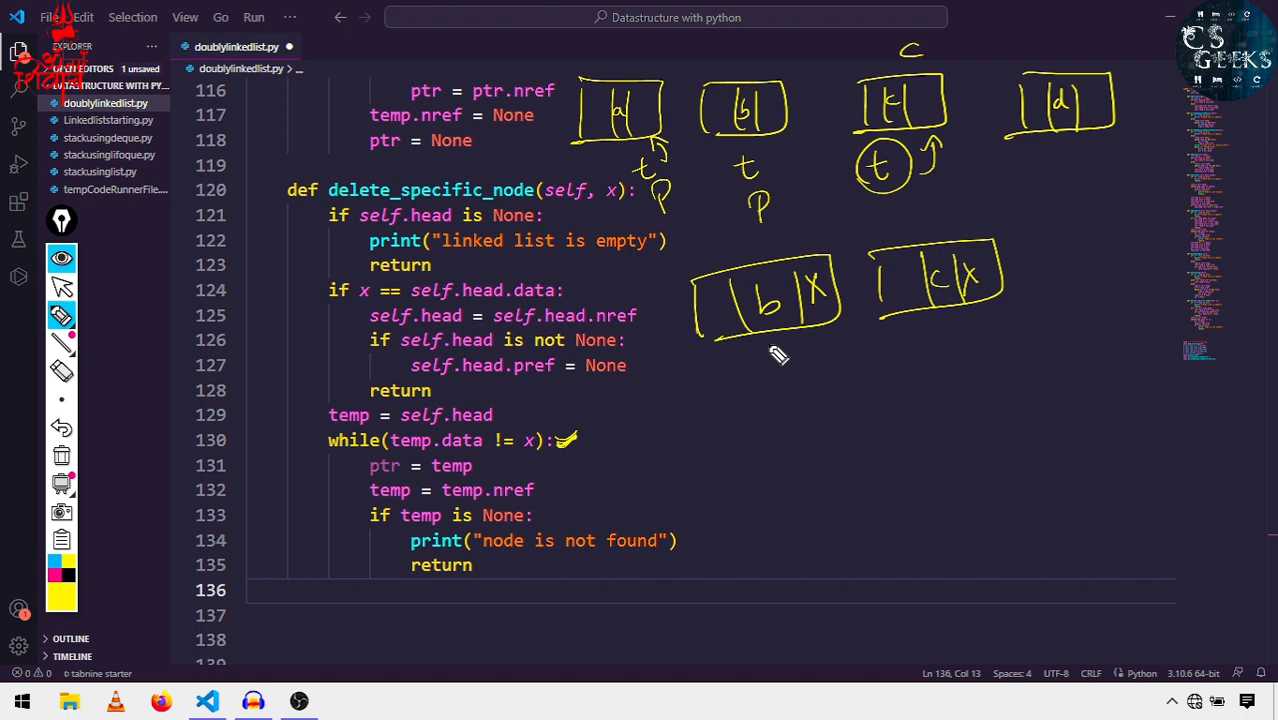 File Edit Selection View Go Run ··· Datastructure with python
CS
GEEKS
EXPLORER ···
OPEN EDITORS 1 unsaved
DATASTRUCTURE WITH PY...
doublylinkedlist.py
Linkedliststarting.py
stackusingdeque.py
stackusinglifoque.py
stackusinglist.py
tempCodeRunnerFile....
OUTLINE
TIMELINE
doublylinkedlist.py
doublylinkedlist.py > ...
116 ptr = ptr.nref
117 temp.nref = None
118 ptr = None
119
120 def delete_specific_node(self, x):
121 if self.head is None:
122 print("linked list is empty")
123 return
124 if x == self.head.data:
125 self.head = self.head.nref
126 if self.head is not None:
127 self.head.pref = None
128 return
129 temp = self.head
130 while(temp.data != x):
131 ptr = temp
132 temp = temp.nref
133 if temp is None:
134 print("node is not found")
135 return
136
137
138
139
c
a b c d
t t t
P P
b X c X
1
0 0 tabnine starter Ln 136, Col 13 Spaces: 4 UTF-8 CRLF Python 3.10.6 64-bit